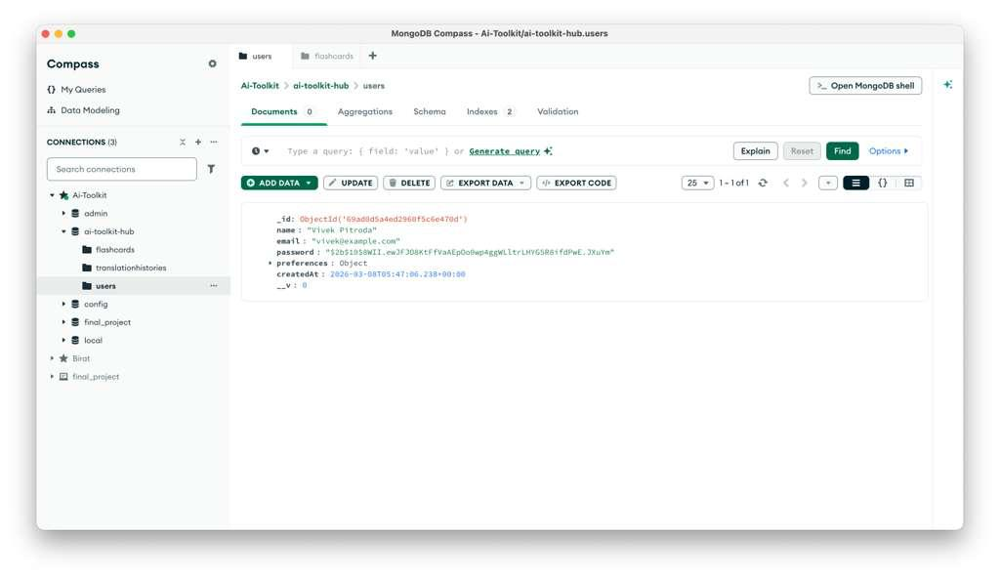 MongoDB Compass - Ai-Toolkit/ai-toolkit-hub.users
Compass
My Queries
Data Modeling
CONNECTIONS (3)
Search connections
Ai-Toolkit
admin
ai-toolkit-hub
flashcards
translationhistories
users
config
final_project
local
Birat
final_project
users
flashcards
Ai-Toolkit > ai-toolkit-hub > users
>_ Open MongoDB shell
Documents 0
Aggregations
Schema
Indexes 2
Validation
Type a query: { field: 'value' } or Generate query
Explain
Reset
Find
Options
ADD DATA
UPDATE
DELETE
EXPORT DATA
EXPORT CODE
25
1 – 1 of 1
_id: ObjectId('69ad0d5a4ed2960f5c6e470d')
name : "Vivek Pitroda"
email : "vivek@example.com"
password : "$2b$10$8WII.ewJFJO8KtFfVaAEpOo0wp4ggWLltrLHYG5R8ifdPwE.JXuYm"
preferences : Object
createdAt : 2026-03-08T05:47:06.238+00:00
__v : 0